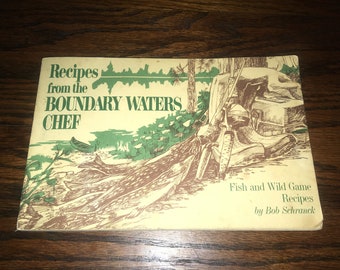 Recipes
from the
BOUNDARY WATERS
CHEF
Fish and Wild Game
Recipes
by Bob Schranck